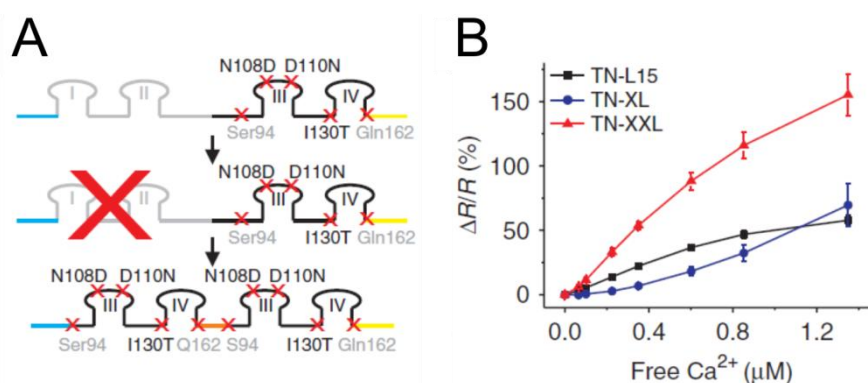 A
N108D D110N
I
II
III
IV
Ser94
I130T Gln162
N108D D110N
I
II
III
IV
Ser94
I130T Gln162
N108D D110N N108D D110N
III
IV
III
IV
Ser94
I130T Q162 S94
I130T Gln162
B
TN-L15
TN-XL
TN-XXL
150
100
50
0
ΔR/R (%)
0.0 0.4 0.8 1.2
Free Ca²⁺ (μM)